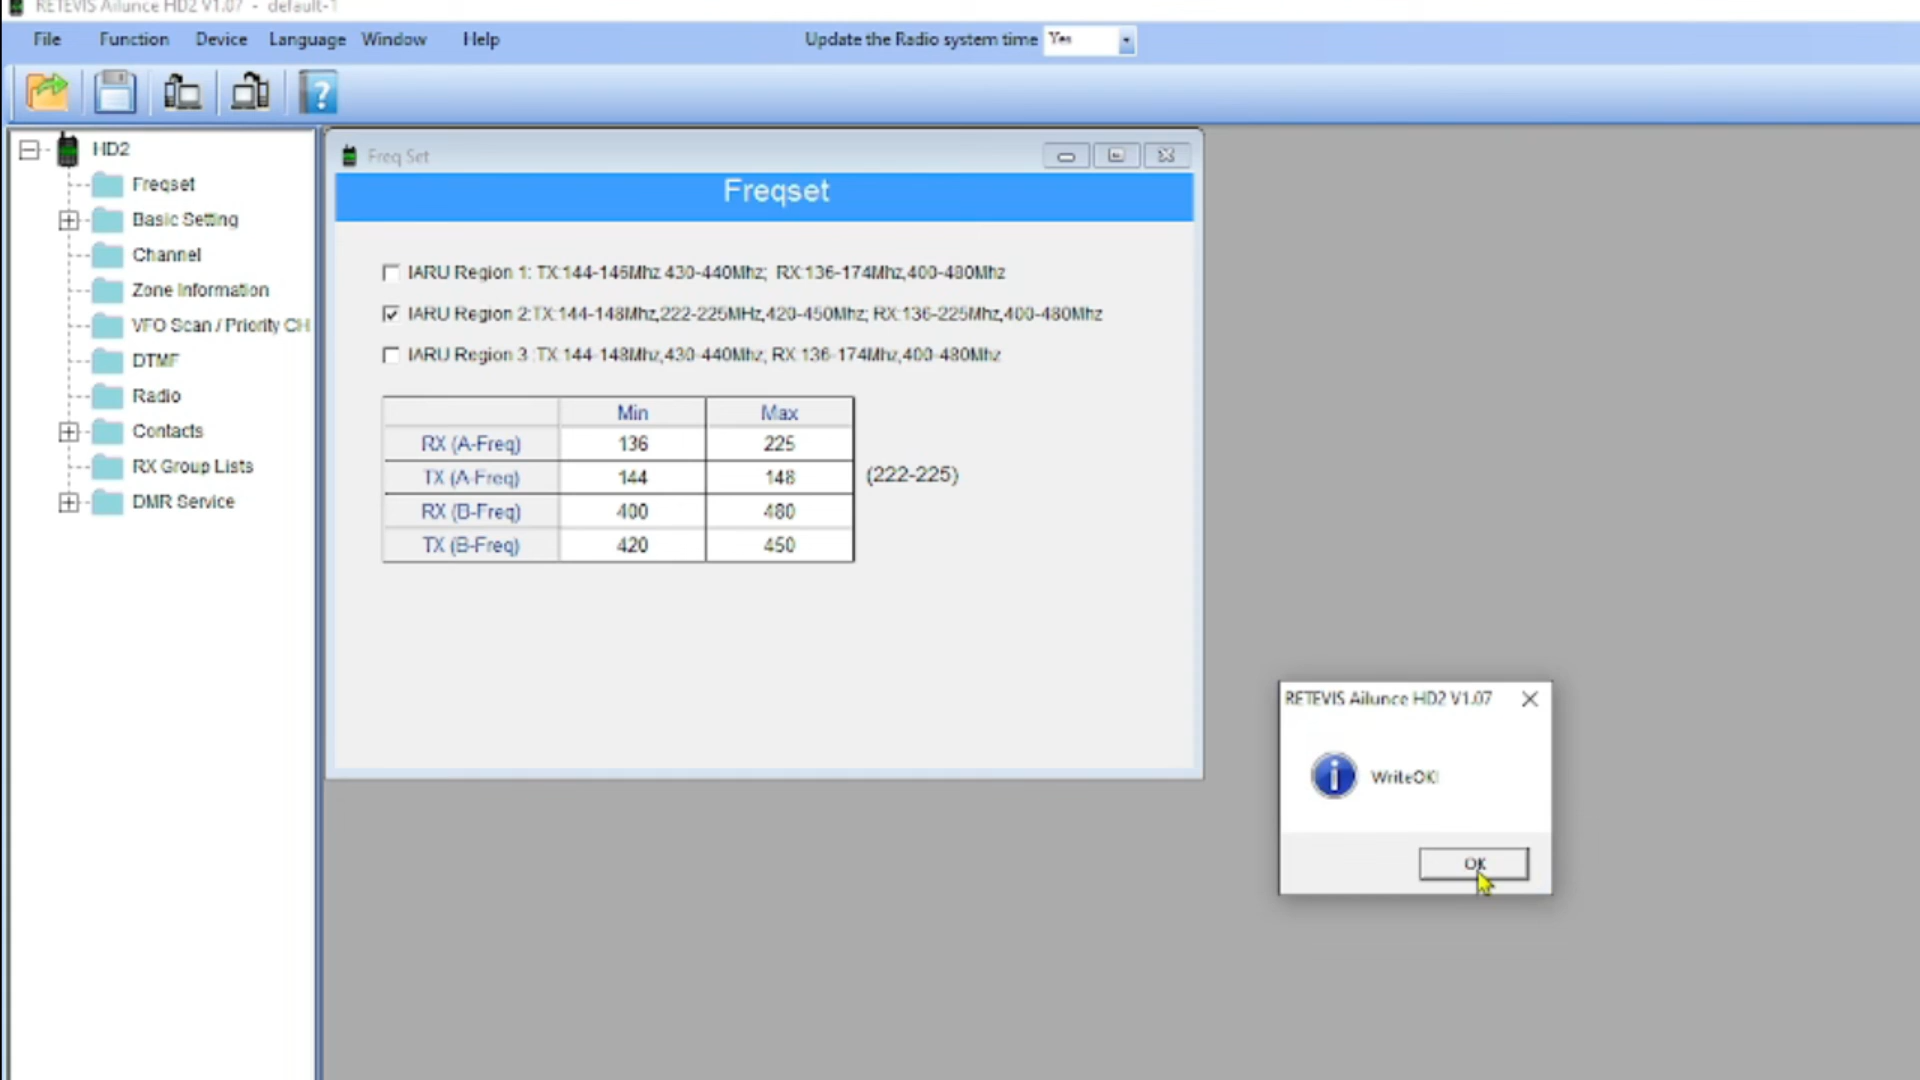 RETEVIS Ailunce HD2 V1.07 - default-1
File Function Device Language Window Help Update the Radio system time Yes
HD2
Freqset
Basic Setting
Channel
Zone Information
VFO Scan / Priority CH
DTMF
Radio
Contacts
RX Group Lists
DMR Service
Freq Set
Freqset
IARU Region 1: TX:144-146Mhz 430-440Mhz; RX:136-174Mhz,400-480Mhz
IARU Region 2:TX:144-148Mhz,222-225MHz,420-450Mhz; RX:136-225Mhz,400-480Mhz
IARU Region 3 :TX:144-148Mhz,430-440Mhz; RX:136-174Mhz,400-480Mhz
Min Max
RX (A-Freq) 136 225
TX (A-Freq) 144 148 (222-225)
RX (B-Freq) 400 480
TX (B-Freq) 420 450
RETEVIS Ailunce HD2 V1.07
WriteOK!
OK